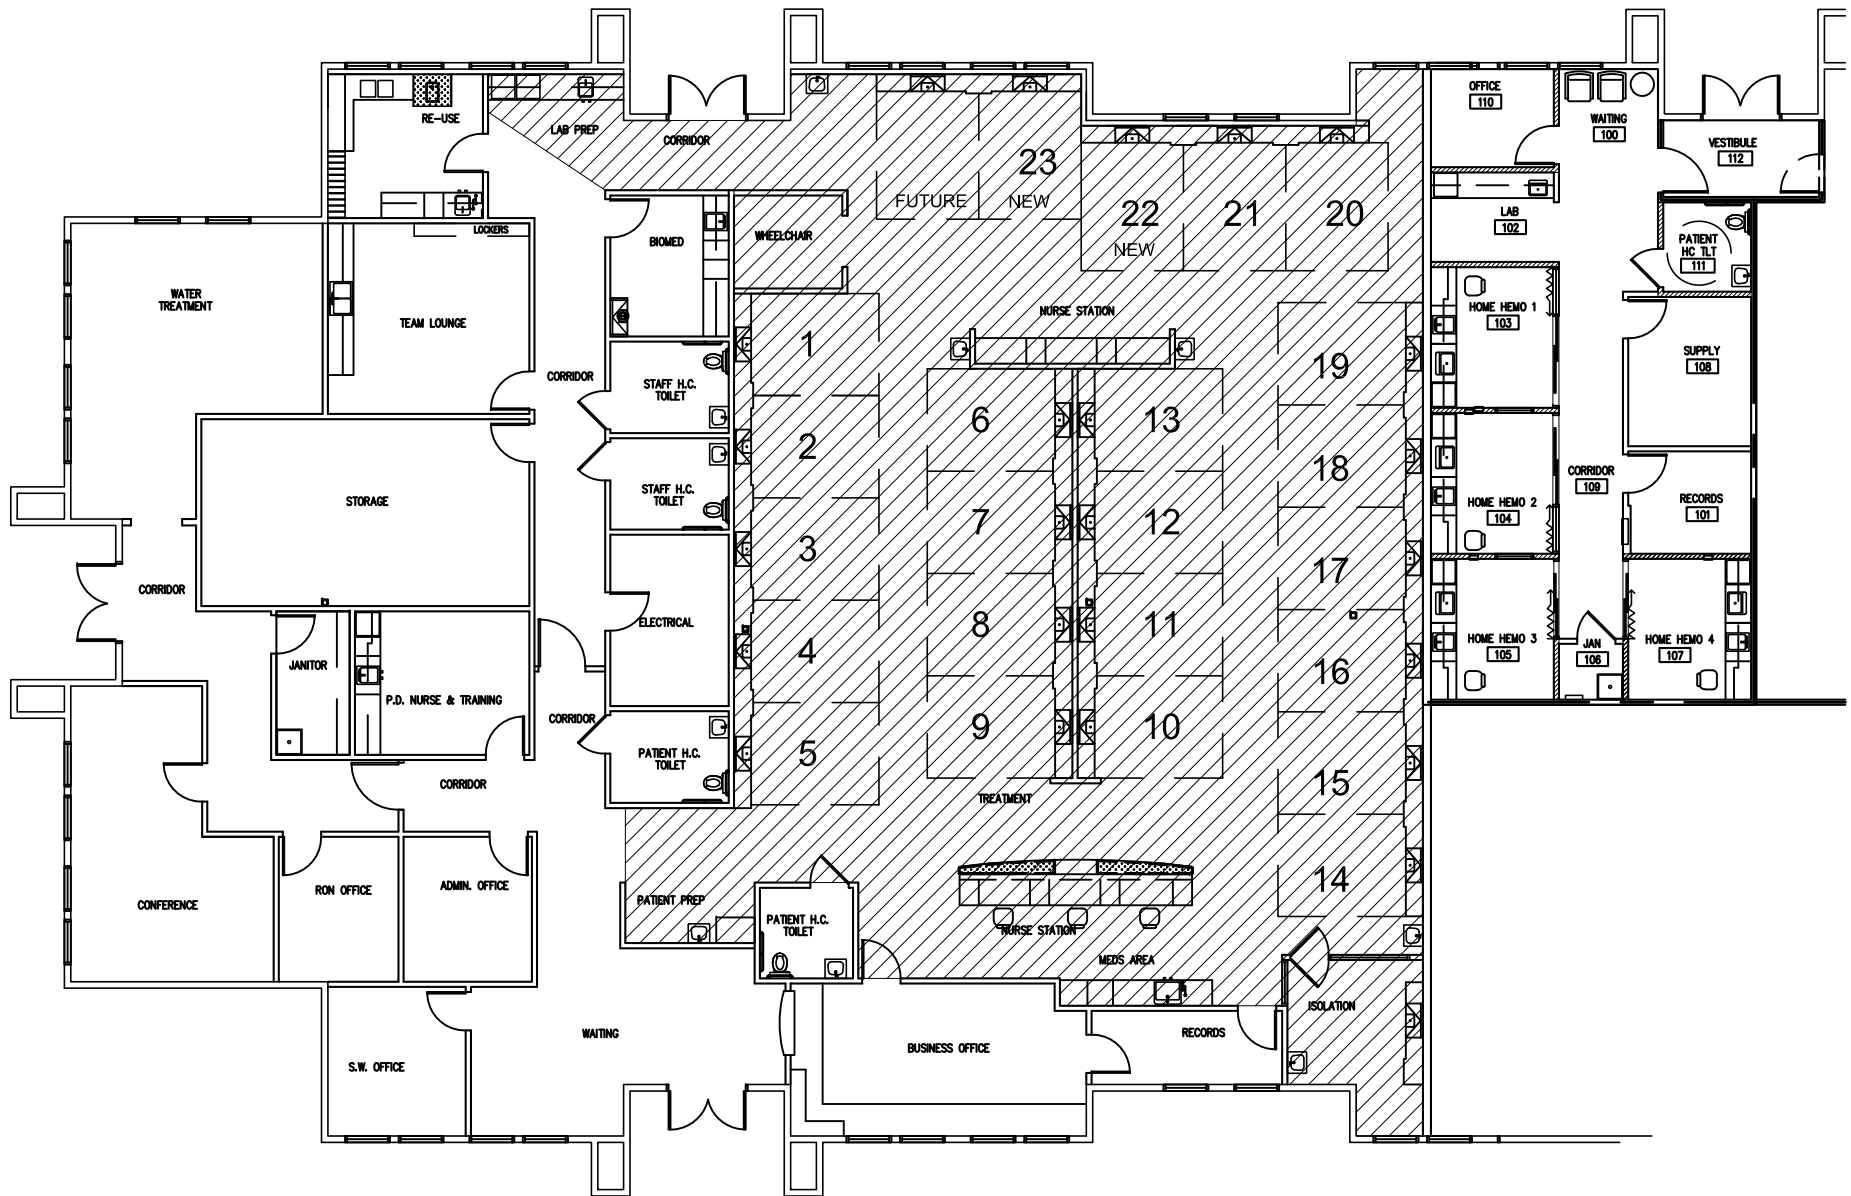 OFFICE
110
RE-USE
WAITING
100
LAB PREP
CORRIDOR
VESTIBULE
112
23
FUTURE
NEW
22
NEW
21
20
LAB
102
LOCKERS
WHEELCHAIR
BIOMED
PATIENT
HC TLT
111
WATER
TREATMENT
TEAM LOUNGE
NURSE STATION
HOME HEMO 1
103
1
SUPPLY
108
19
CORRIDOR
STAFF H.C.
TOILET
6
13
2
18
CORRIDOR
109
STORAGE
STAFF H.C.
TOILET
7
12
HOME HEMO 2
104
RECORDS
101
3
17
CORRIDOR
ELECTRICAL
8
11
4
16
JANITOR
P.D. NURSE & TRAINING
HOME HEMO 3
105
JAN
106
HOME HEMO 4
107
CORRIDOR
9
10
5
PATIENT H.C.
TOILET
CORRIDOR
TREATMENT
15
14
CONFERENCE
RON OFFICE
ADMIN. OFFICE
PATIENT PREP
PATIENT H.C.
TOILET
NURSE STATION
MEDS AREA
ISOLATION
WAITING
RECORDS
BUSINESS OFFICE
S.W. OFFICE